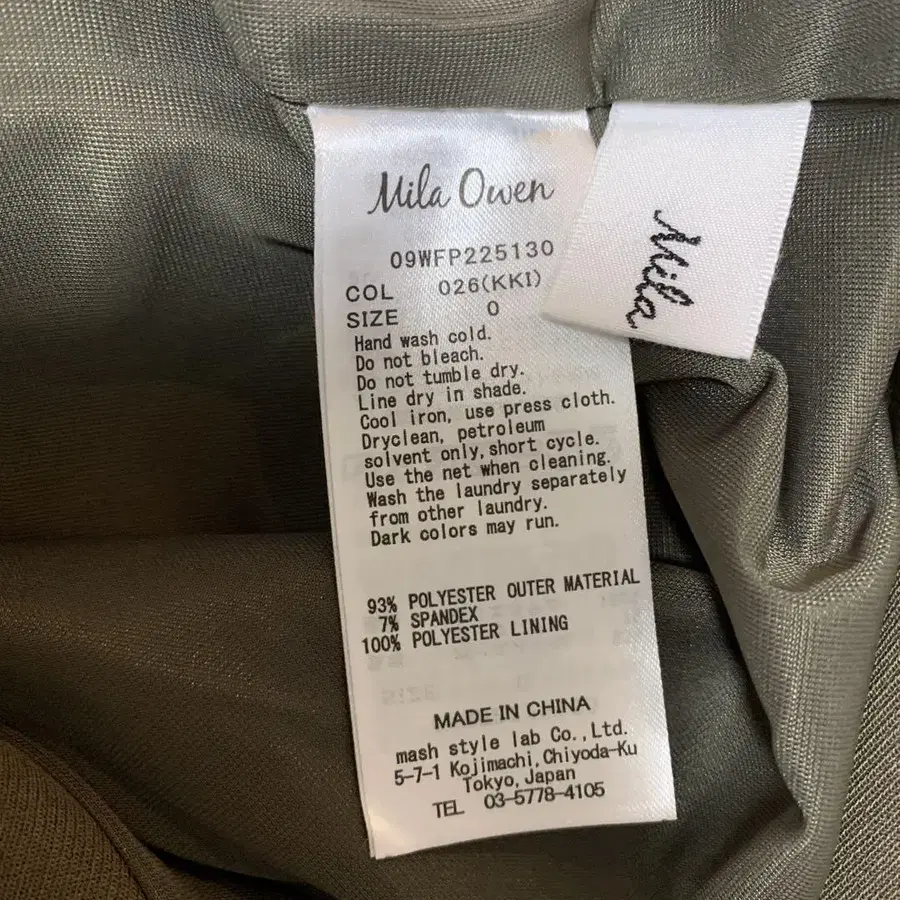 Mila Owen
09WFP225130
COL 026(KKI)
SIZE 0
Hand wash cold.
Do not bleach.
Do not tumble dry.
Line dry in shade.
Cool iron, use press cloth.
Dryclean, petroleum
solvent only,short cycle.
Use the net when cleaning.
Wash the laundry separately
from other laundry.
Dark colors may run.
93% POLYESTER OUTER MATERIAL
7% SPANDEX
100% POLYESTER LINING
MADE IN CHINA
mash style lab Co.,Ltd.
5-7-1 Kojimachi,Chiyoda-Ku
Tokyo,Japan
TEL 03-5778-4105
Mila